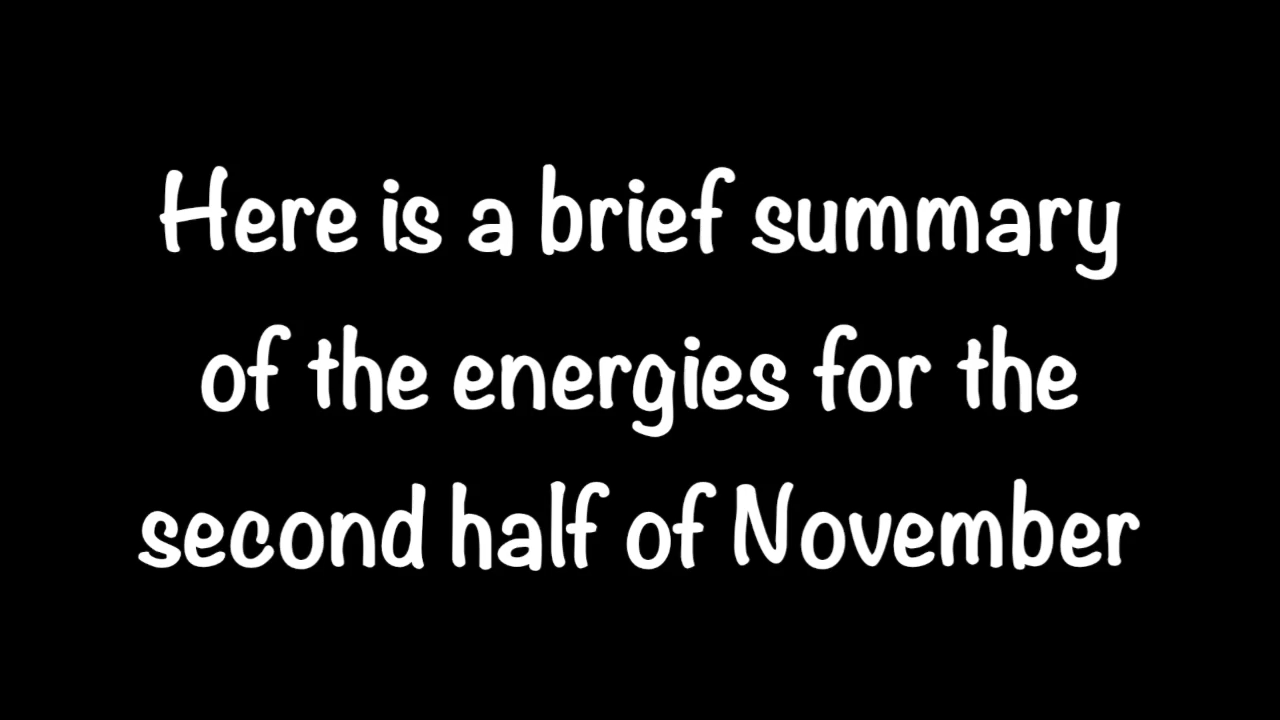 Here is a brief summary
of the energies for the
second half of November